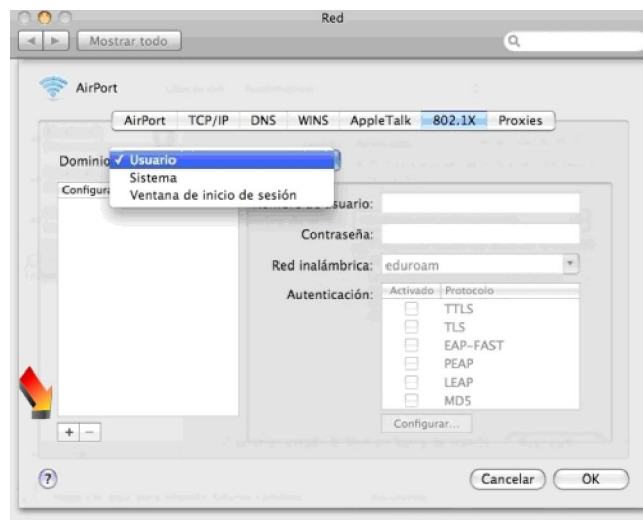 Red
Mostrar todo
AirPort
AirPort TCP/IP DNS WINS AppleTalk 802.1X Proxies
Dominio ✓ Usuario
Sistema
Ventana de inicio de sesión
Configura
suario:
Contraseña:
Red inalámbrica: eduroam
Autenticación: Activado Protocolo
TTLS
TLS
EAP-FAST
PEAP
LEAP
MD5
+ −
Configurar...
? Cancelar OK